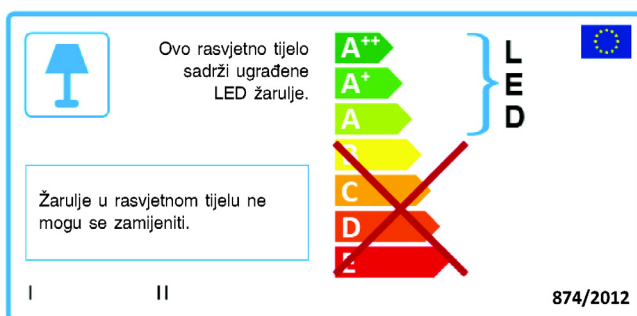 Ovo rasvjetno tijelo
sadrži ugrađene
LED žarulje.
A++
A+
A
B
C
D
E
L
E
D
Žarulje u rasvjetnom tijelu ne
mogu se zamijeniti.
I II
874/2012